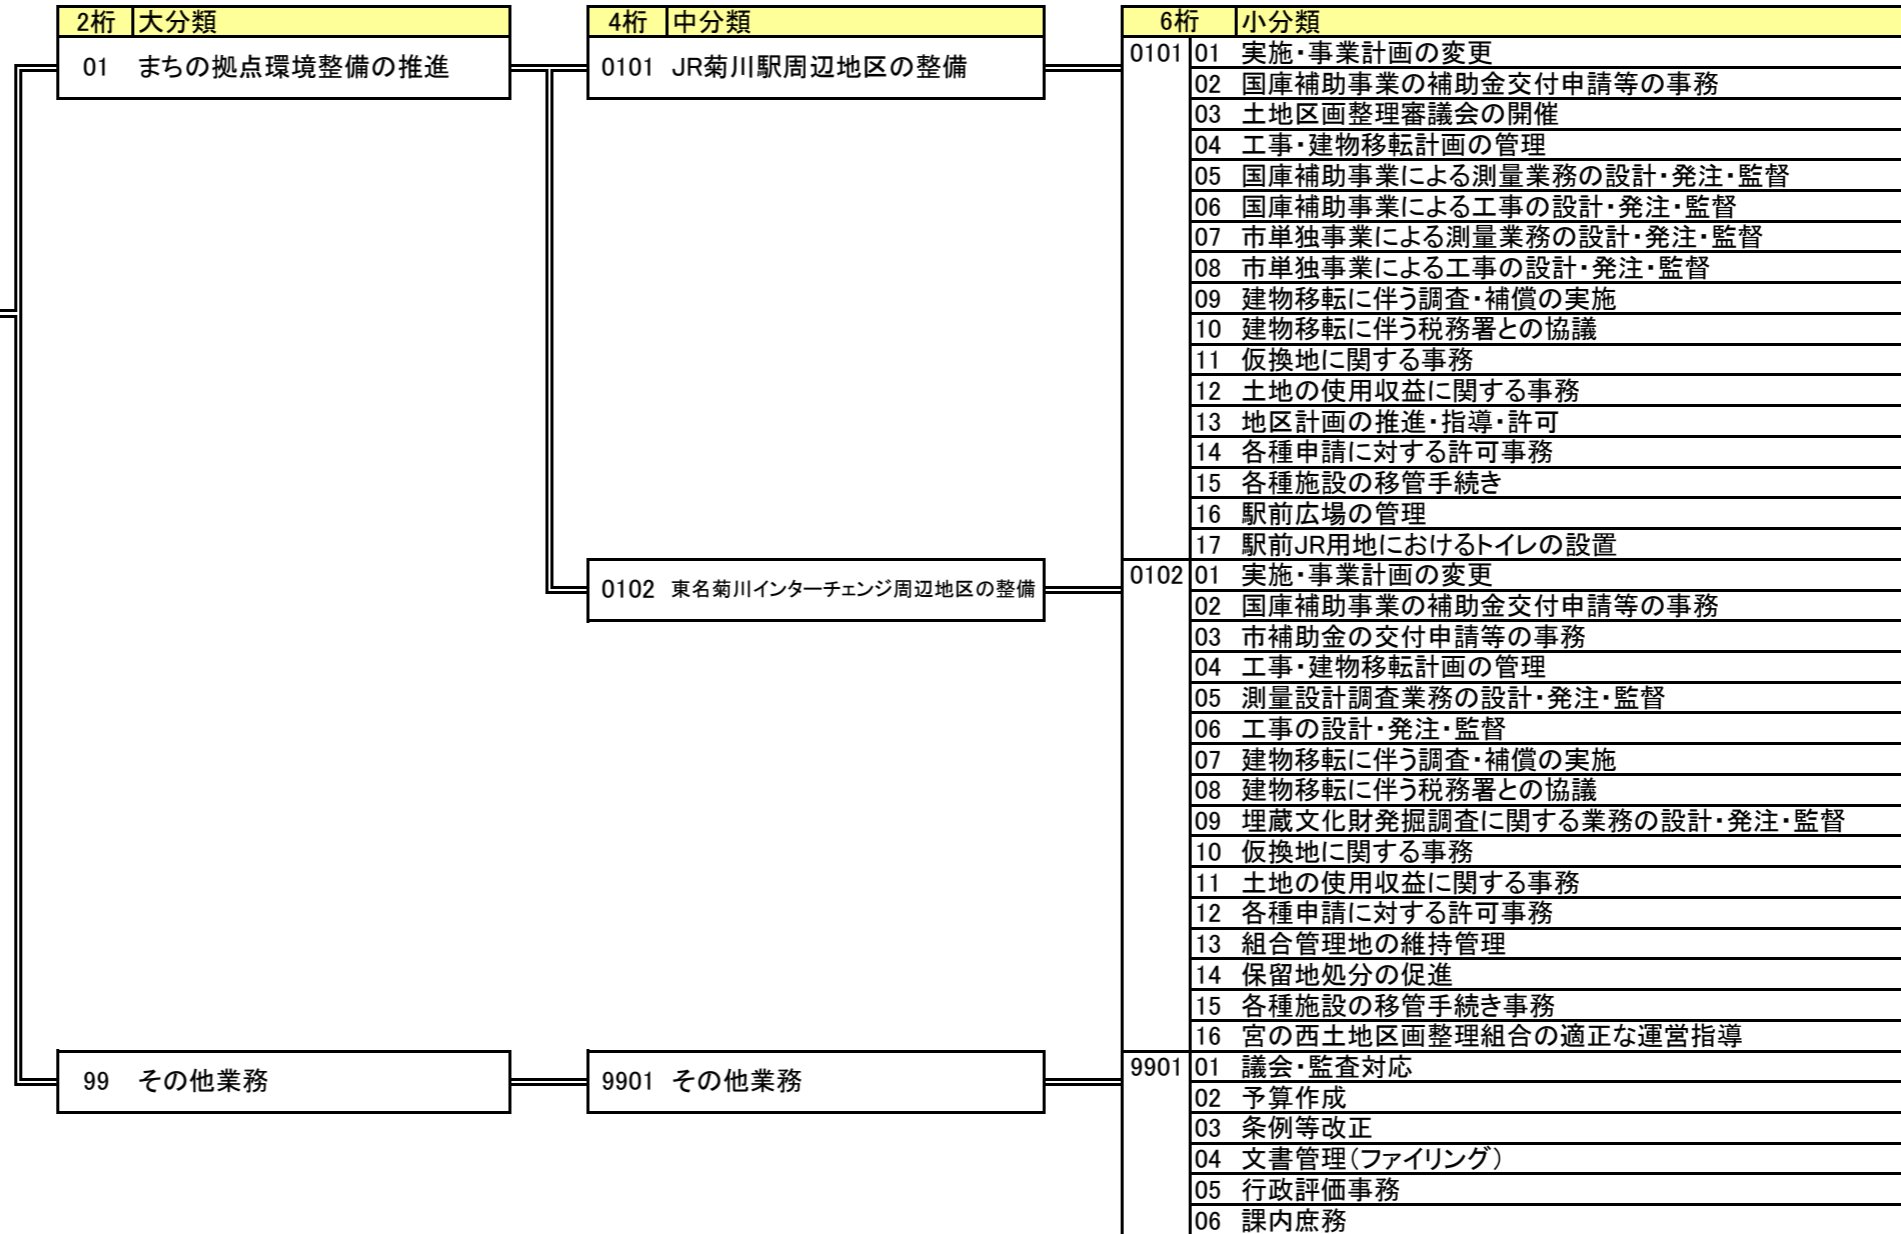 2桁 大分類 4桁 中分類 6桁 小分類
01 まちの拠点環境整備の推進 0101 JR菊川駅周辺地区の整備 0101 01 実施・事業計画の変更
02 国庫補助事業の補助金交付申請等の事務
03 土地区画整理審議会の開催
04 工事・建物移転計画の管理
05 国庫補助事業による測量業務の設計・発注・監督
06 国庫補助事業による工事の設計・発注・監督
07 市単独事業による測量業務の設計・発注・監督
08 市単独事業による工事の設計・発注・監督
09 建物移転に伴う調査・補償の実施
10 建物移転に伴う税務署との協議
11 仮換地に関する事務
12 土地の使用収益に関する事務
13 地区計画の推進・指導・許可
14 各種申請に対する許可事務
15 各種施設の移管手続き
16 駅前広場の管理
17 駅前JR用地におけるトイレの設置
0102 東名菊川インターチェンジ周辺地区の整備 0102 01 実施・事業計画の変更
02 国庫補助事業の補助金交付申請等の事務
03 市補助金の交付申請等の事務
04 工事・建物移転計画の管理
05 測量設計調査業務の設計・発注・監督
06 工事の設計・発注・監督
07 建物移転に伴う調査・補償の実施
08 建物移転に伴う税務署との協議
09 埋蔵文化財発掘調査に関する業務の設計・発注・監督
10 仮換地に関する事務
11 土地の使用収益に関する事務
12 各種申請に対する許可事務
13 組合管理地の維持管理
14 保留地処分の促進
15 各種施設の移管手続き事務
16 宮の西土地区画整理組合の適正な運営指導
99 その他業務 9901 その他業務 9901 01 議会・監査対応
02 予算作成
03 条例等改正
04 文書管理(ファイリング)
05 行政評価事務
06 課内庶務